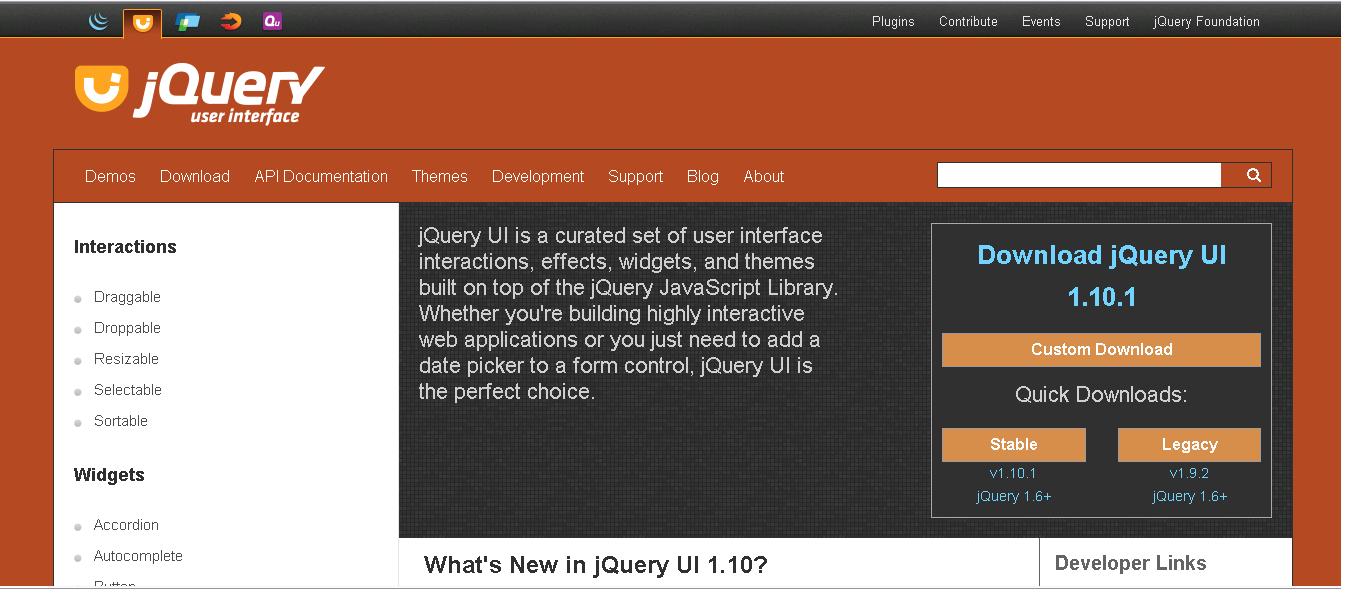 Qu
Plugins Contribute Events Support jQuery Foundation
jQuery
user interface
Demos Download API Documentation Themes Development Support Blog About
Interactions
Draggable
Droppable
Resizable
Selectable
Sortable
Widgets
Accordion
Autocomplete
Button
jQuery UI is a curated set of user interface
interactions, effects, widgets, and themes
built on top of the jQuery JavaScript Library.
Whether you're building highly interactive
web applications or you just need to add a
date picker to a form control, jQuery UI is
the perfect choice.
Download jQuery UI
1.10.1
Custom Download
Quick Downloads:
Stable
v1.10.1
jQuery 1.6+
Legacy
v1.9.2
jQuery 1.6+
What's New in jQuery UI 1.10?
Developer Links